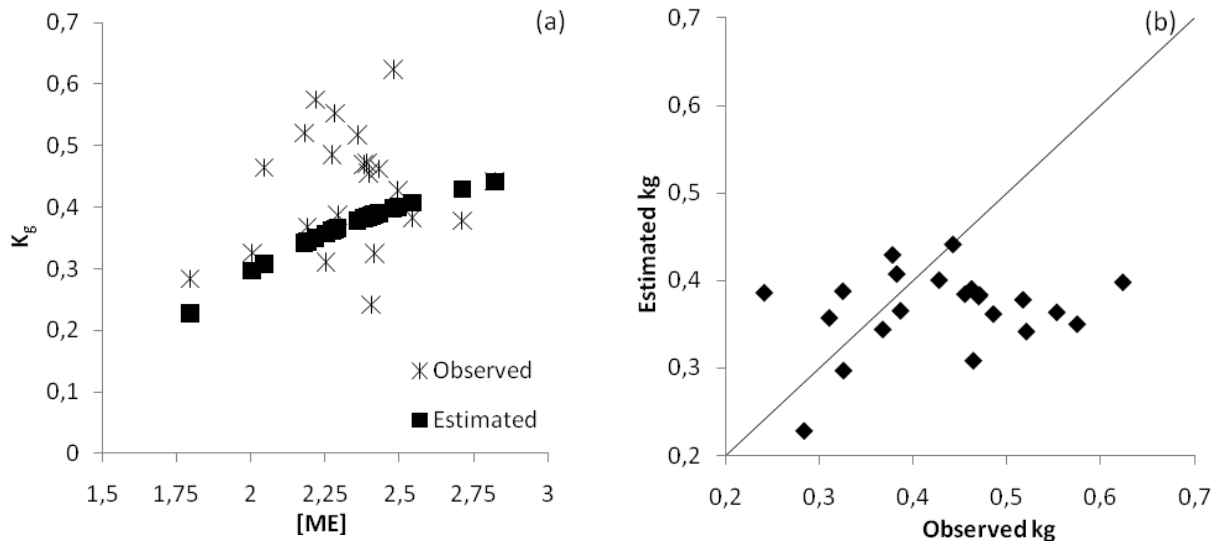 (a)
0,7
0,6
0,5
0,4
0,3
0,2
0,1
0
Kg
Observed
Estimated
1,5 1,75 2 2,25 2,5 2,75 3
[ME]
(b)
0,7
0,6
0,5
0,4
0,3
0,2
Estimated kg
0,2 0,3 0,4 0,5 0,6 0,7
Observed kg